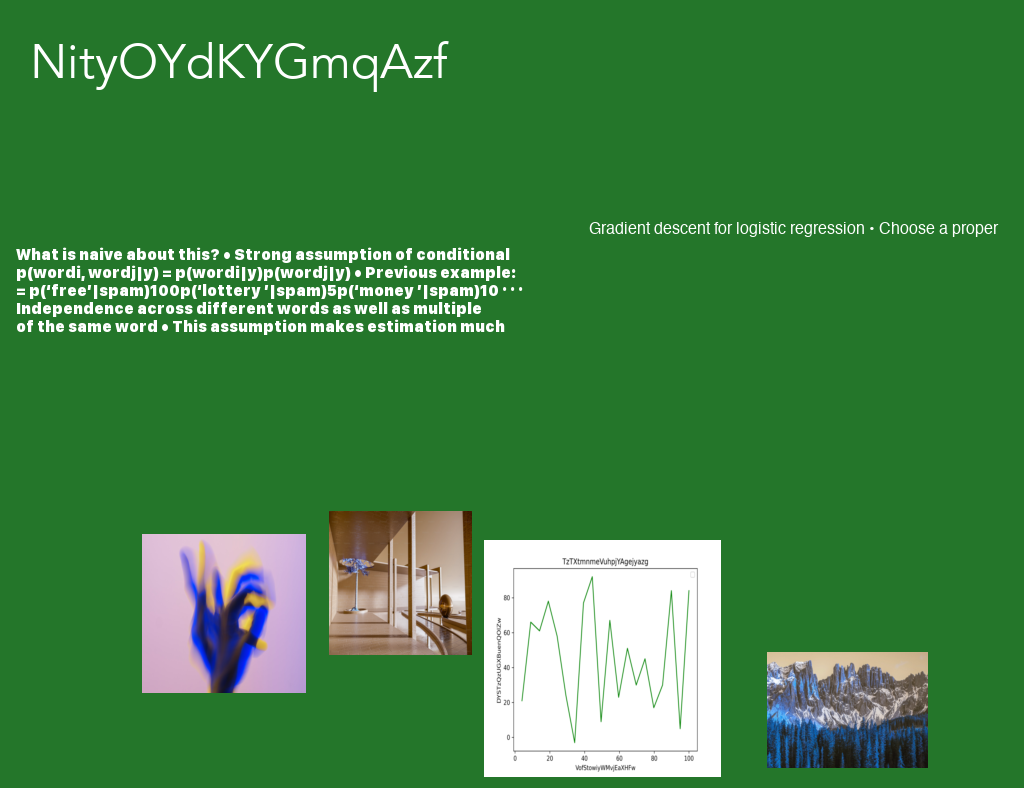 NityOYdKYGmqAzf
Gradient descent for logistic regression • Choose a proper
What is naive about this? • Strong assumption of conditional
p(wordi, wordj|y) = p(wordi|y)p(wordj|y) • Previous example:
= p(‘free’|spam)100p(‘lottery ’|spam)5p(‘money ’|spam)10 · · ·
Independence across different words as well as multiple
of the same word • This assumption makes estimation much
TzTXtmnmeVuhpjYAgejyazg
80
60
40
20
0
0 20 40 60 80 100
VofStowiyWMvjEaXHFw